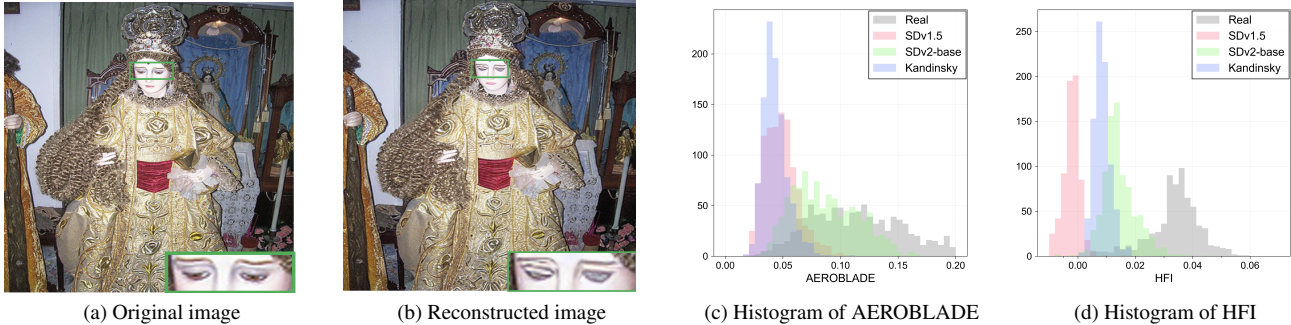 Real
SDv1.5
SDv2-base
Kandinsky
200
150
100
50
0
0.00 0.05 0.10 0.15 0.20
AEROBLADE
Real
SDv1.5
SDv2-base
Kandinsky
250
200
150
100
50
0
0.00 0.02 0.04 0.06
HFI
(a) Original image
(b) Reconstructed image
(c) Histogram of AEROBLADE
(d) Histogram of HFI